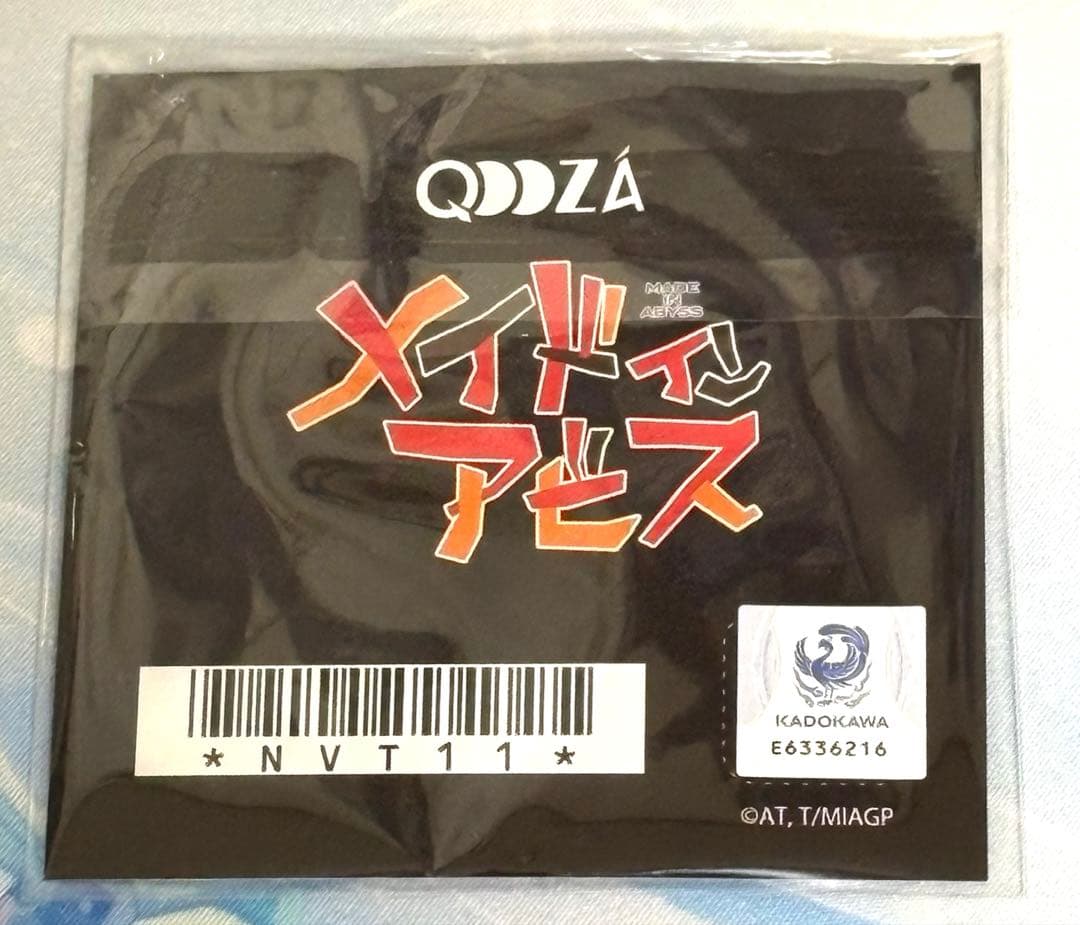 QOOZÁ
メイドイン
MADE
IN
ABYSS
アビス
*NVT11*
KADOKAWA
E6336216
©AT, T/MIAGP